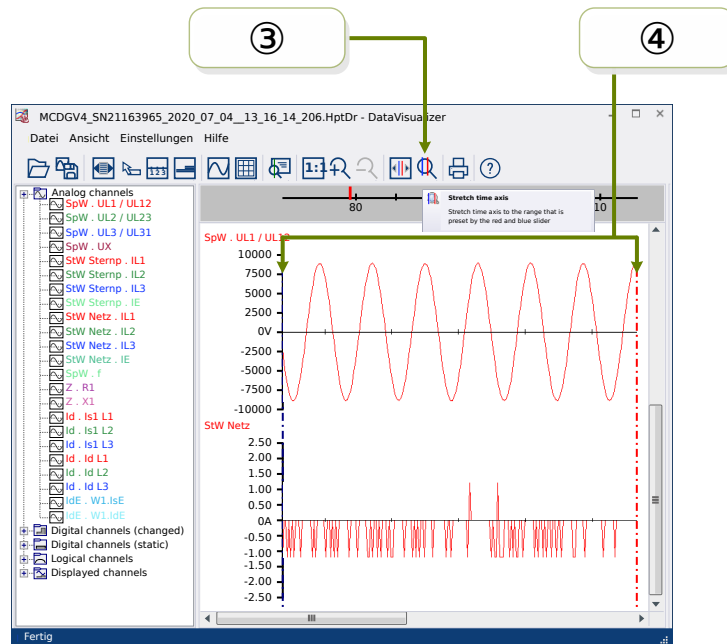 ③ ④
MCDGV4_SN21163965_2020_07_04__13_16_14_206.HptDr - DataVisualizer
Datei Ansicht Einstellungen Hilfe
1 2 3 1:1 ?
Analog channels
SpW . UL1 / UL12
SpW . UL2 / UL23
SpW . UL3 / UL31
SpW . UX
StW Sternp . IL1
StW Sternp . IL2
StW Sternp . IL3
StW Sternp . IE
StW Netz . IL1
StW Netz . IL2
StW Netz . IL3
StW Netz . IE
SpW . f
Z . R1
Z . X1
Id . Is1 L1
Id . Is1 L2
Id . Is1 L3
Id . Id L1
Id . Id L2
Id . Id L3
IdE . W1.IsE
IdE . W1.IdE
Digital channels (changed)
Digital channels (static)
Logical channels
Displayed channels
80 10
Stretch time axis
Stretch time axis to the range that is
preset by the red and blue slider
SpW . UL1 / UL12
10000
7500
5000
2500
0V
-2500
-5000
-7500
-10000
StW Netz
2.50
2.00
1.50
1.00
0.50
0A
-0.50
-1.00
-1.50
-2.00
-2.50
Fertig